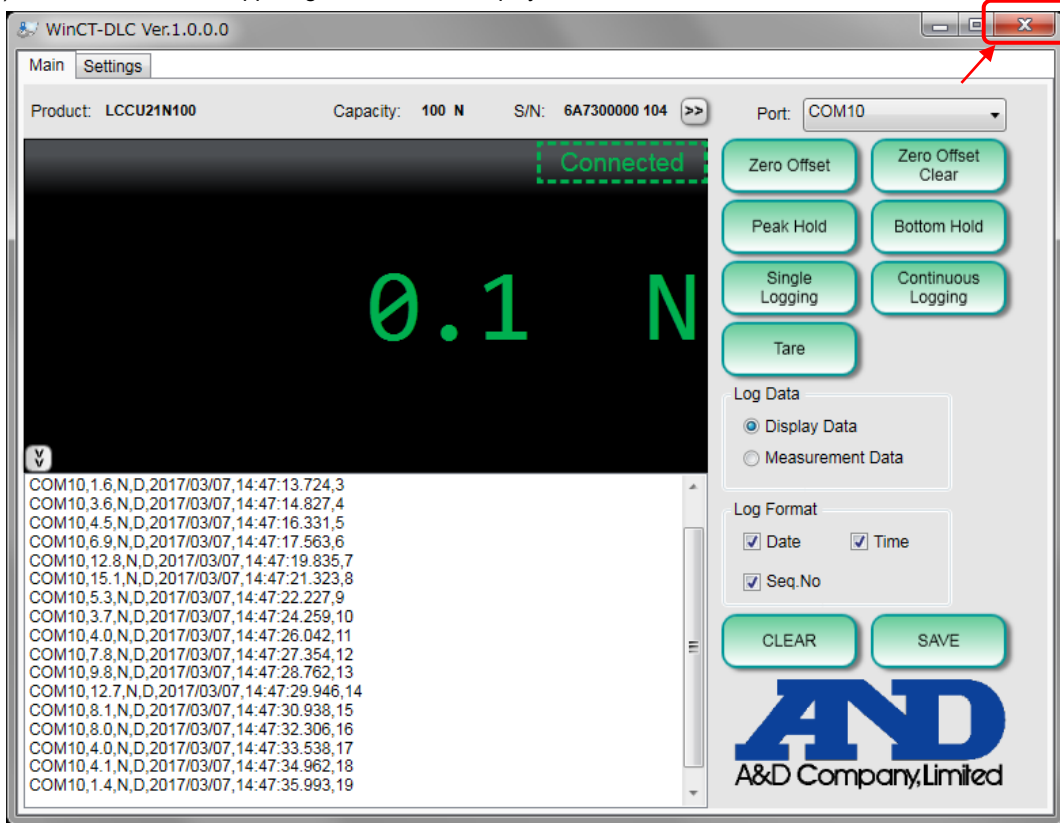 WinCT-DLC Ver.1.0.0.0
Main Settings
Product: LCCU21N100 Capacity: 100 N S/N: 6A7300000 104 >> Port: COM10
Connected
0.1 N
Zero Offset
Zero Offset
Clear
Peak Hold
Bottom Hold
Single
Logging
Continuous
Logging
Tare
Log Data
Display Data
Measurement Data
Log Format
Date Time
Seq.No
CLEAR SAVE
COM10,1.6,N,D,2017/03/07,14:47:13.724,3
COM10,3.6,N,D,2017/03/07,14:47:14.827,4
COM10,4.5,N,D,2017/03/07,14:47:16.331,5
COM10,6.9,N,D,2017/03/07,14:47:17.563,6
COM10,12.8,N,D,2017/03/07,14:47:19.835,7
COM10,15.1,N,D,2017/03/07,14:47:21.323,8
COM10,5.3,N,D,2017/03/07,14:47:22.227,9
COM10,3.7,N,D,2017/03/07,14:47:24.259,10
COM10,4.0,N,D,2017/03/07,14:47:26.042,11
COM10,7.8,N,D,2017/03/07,14:47:27.354,12
COM10,9.8,N,D,2017/03/07,14:47:28.762,13
COM10,12.7,N,D,2017/03/07,14:47:29.946,14
COM10,8.1,N,D,2017/03/07,14:47:30.938,15
COM10,8.0,N,D,2017/03/07,14:47:32.306,16
COM10,4.0,N,D,2017/03/07,14:47:33.538,17
COM10,4.1,N,D,2017/03/07,14:47:34.962,18
COM10,1.4,N,D,2017/03/07,14:47:35.993,19
AND
A&D Company,Limited